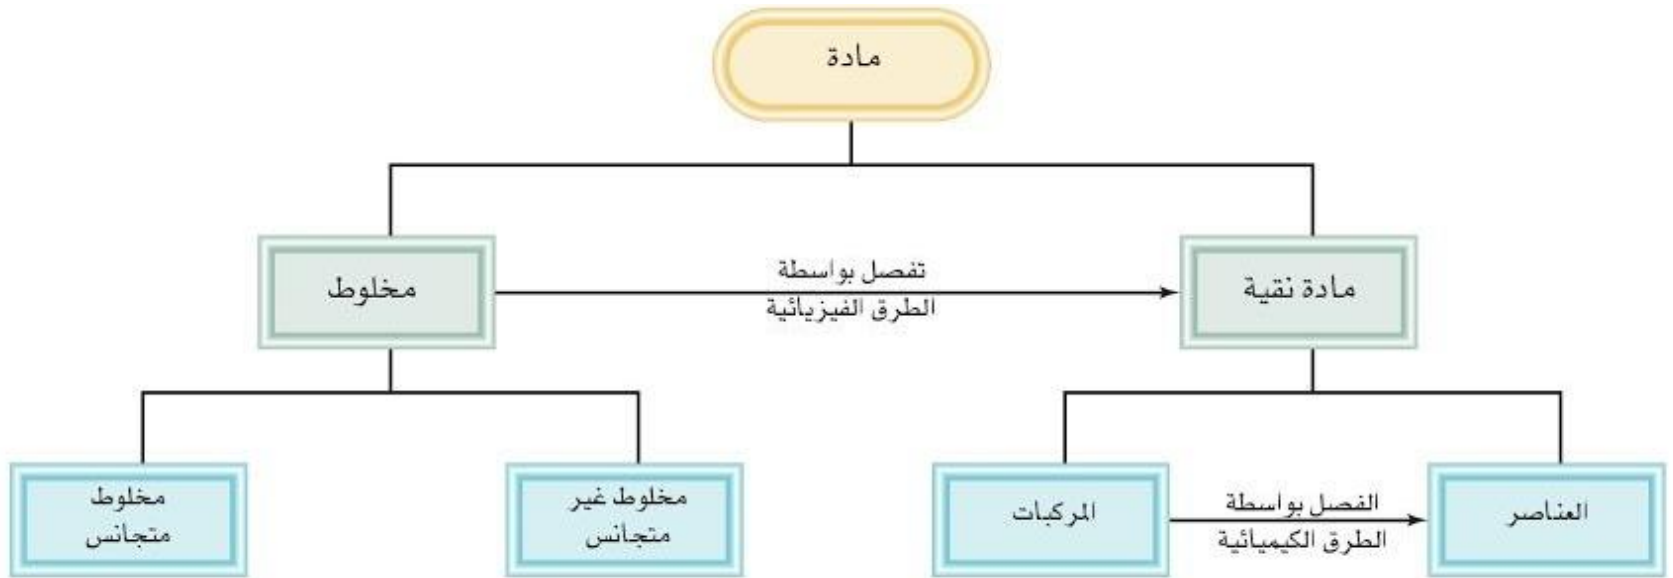 مادة
مادة نقية
تفصل بواسطة
الطرق الفيزيائية
مخلوط
العناصر
الفصل بواسطة
الطرق الكيميائية
المركبات
مخلوط غير
متجانس
مخلوط
متجانس